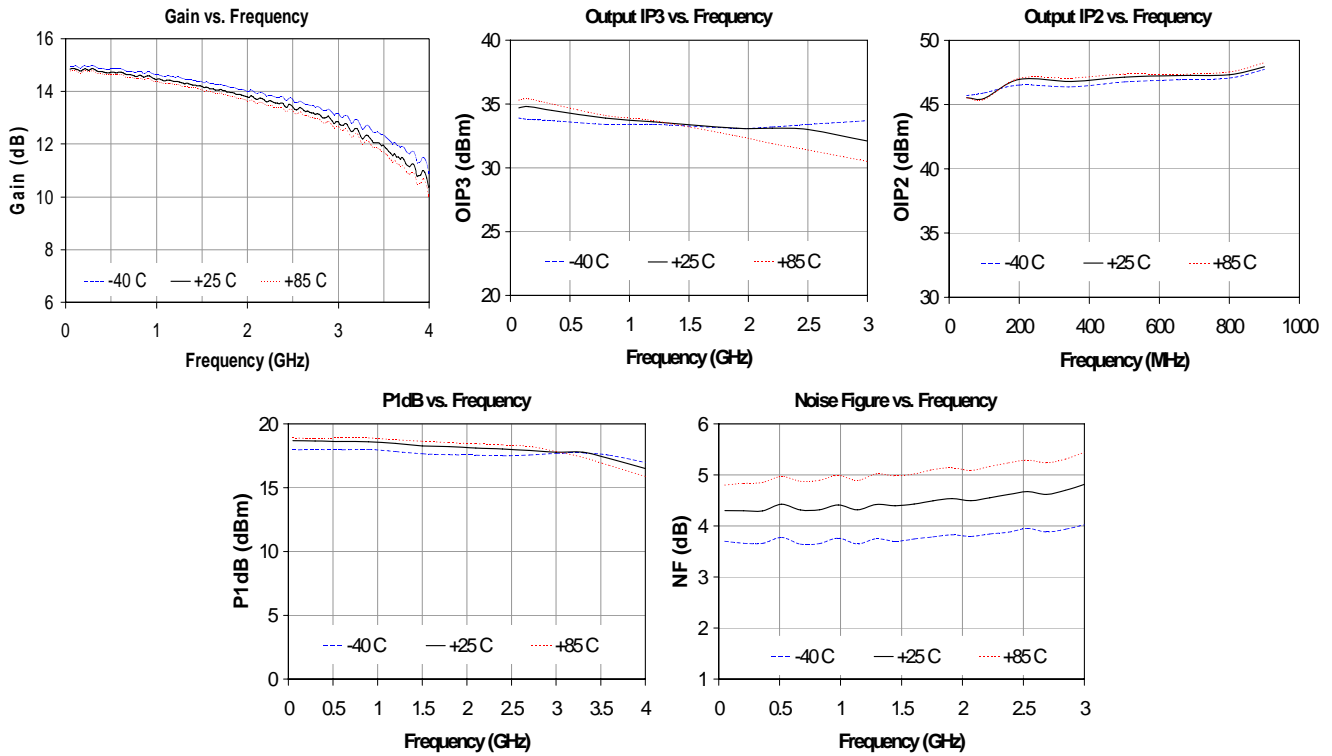 Gain vs. Frequency
16
14
12
10
8
6
Gain (dB)
-40 C +25 C +85 C
0 1 2 3 4
Frequency (GHz)
Output IP3 vs. Frequency
40
35
30
25
20
OIP3 (dBm)
-40 C +25 C +85 C
0 0.5 1 1.5 2 2.5 3
Frequency (GHz)
Output IP2 vs. Frequency
50
45
40
35
30
OIP2 (dBm)
-40 C +25 C +85 C
0 200 400 600 800 1000
Frequency (MHz)
P1dB vs. Frequency
20
15
10
5
0
P1dB (dBm)
-40 C +25 C +85 C
0 0.5 1 1.5 2 2.5 3 3.5 4
Frequency (GHz)
Noise Figure vs. Frequency
6
5
4
3
2
1
NF (dB)
-40 C +25 C +85 C
0 0.5 1 1.5 2 2.5 3
Frequency (GHz)